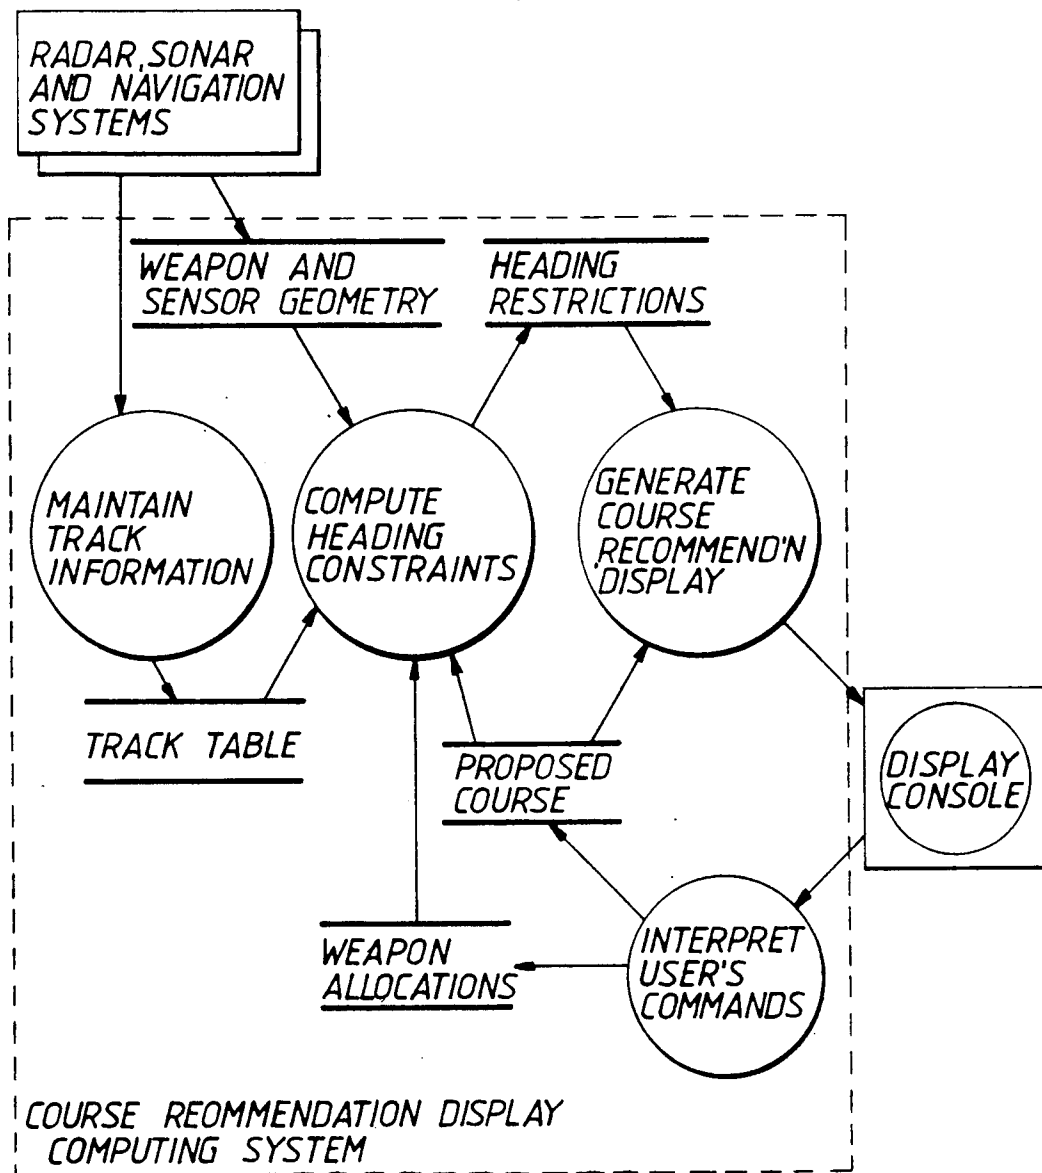 RADAR, SONAR
AND NAVIGATION
SYSTEMS
WEAPON AND
SENSOR GEOMETRY
HEADING
RESTRICTIONS
MAINTAIN
TRACK
INFORMATION
COMPUTE
HEADING
CONSTRAINTS
GENERATE
COURSE
RECOMMEND'N
DISPLAY
TRACK TABLE
PROPOSED
COURSE
DISPLAY
CONSOLE
WEAPON
ALLOCATIONS
INTERPRET
USER'S
COMMANDS
COURSE REOMMENDATION DISPLAY
COMPUTING SYSTEM